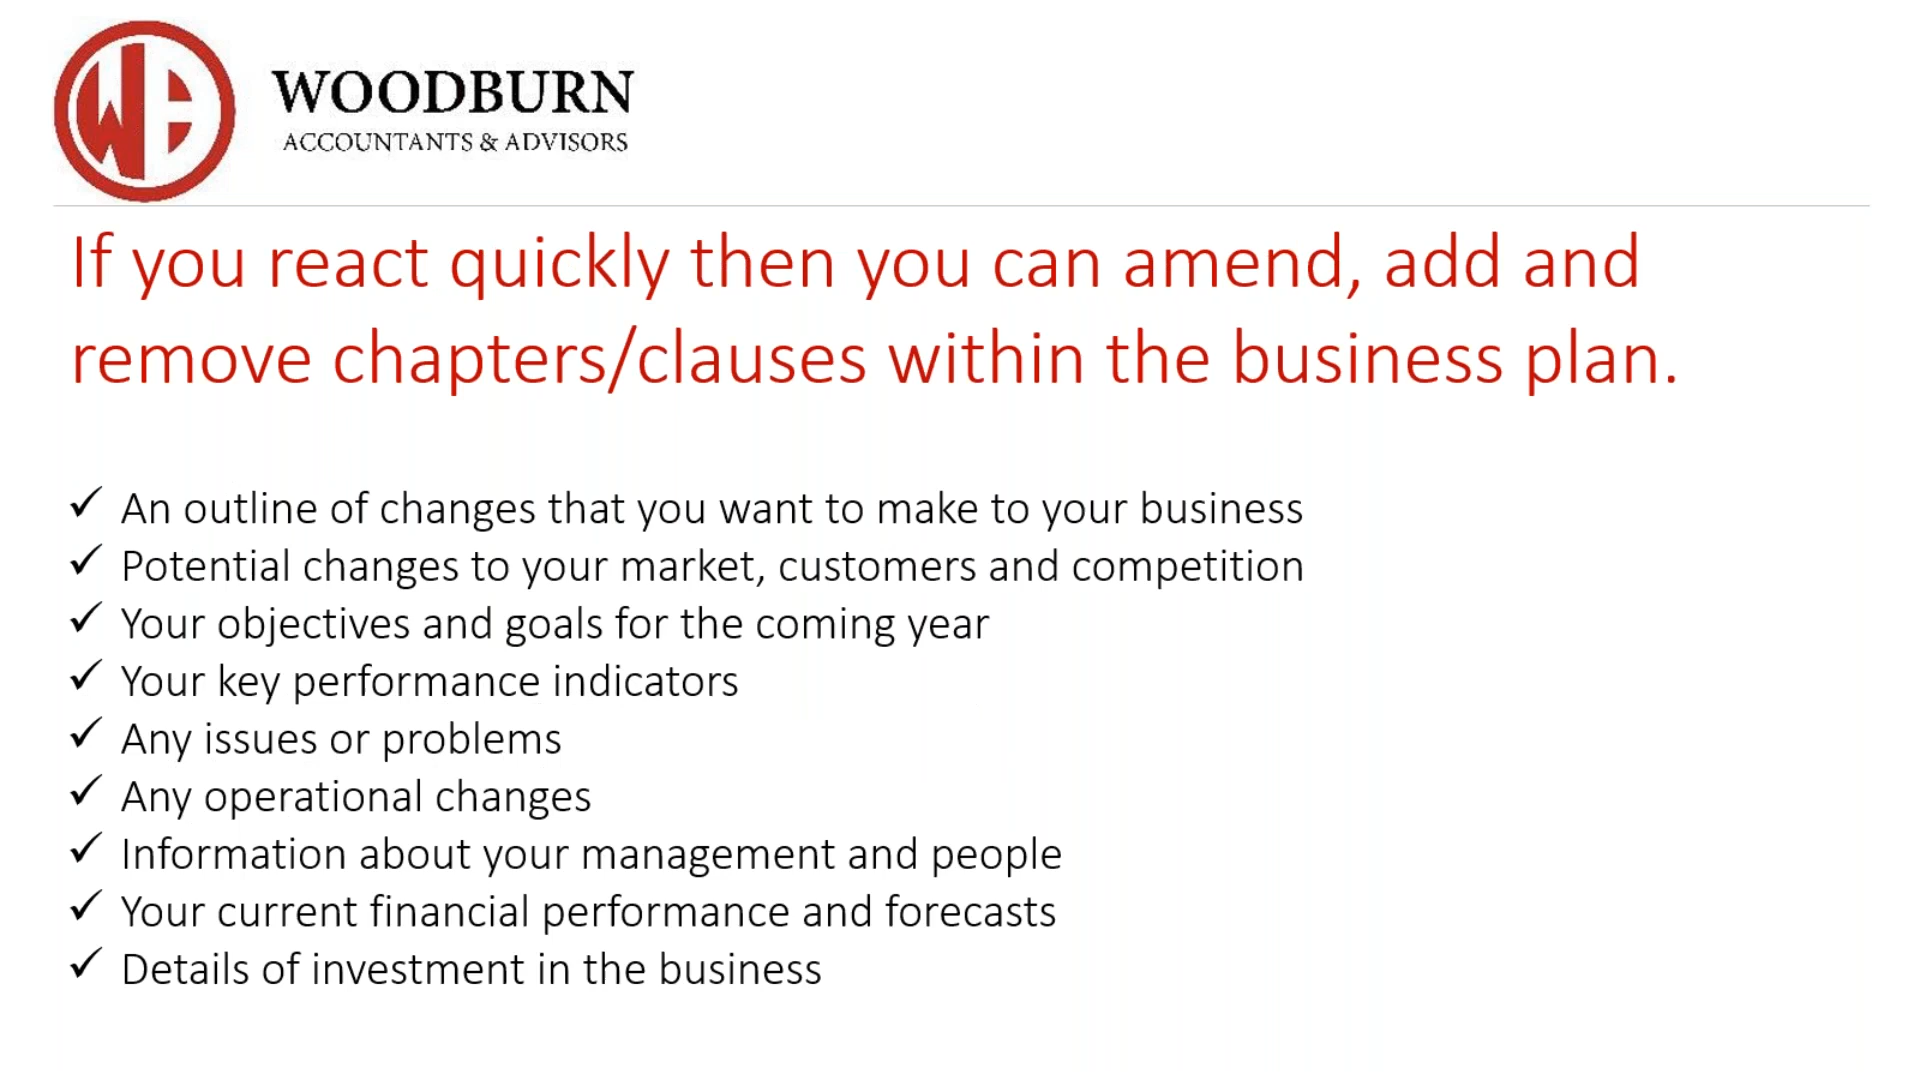 WOODBURN
ACCOUNTANTS & ADVISORS
If you react quickly then you can amend, add and
remove chapters/clauses within the business plan.
✓ An outline of changes that you want to make to your business
✓ Potential changes to your market, customers and competition
✓ Your objectives and goals for the coming year
✓ Your key performance indicators
✓ Any issues or problems
✓ Any operational changes
✓ Information about your management and people
✓ Your current financial performance and forecasts
✓ Details of investment in the business